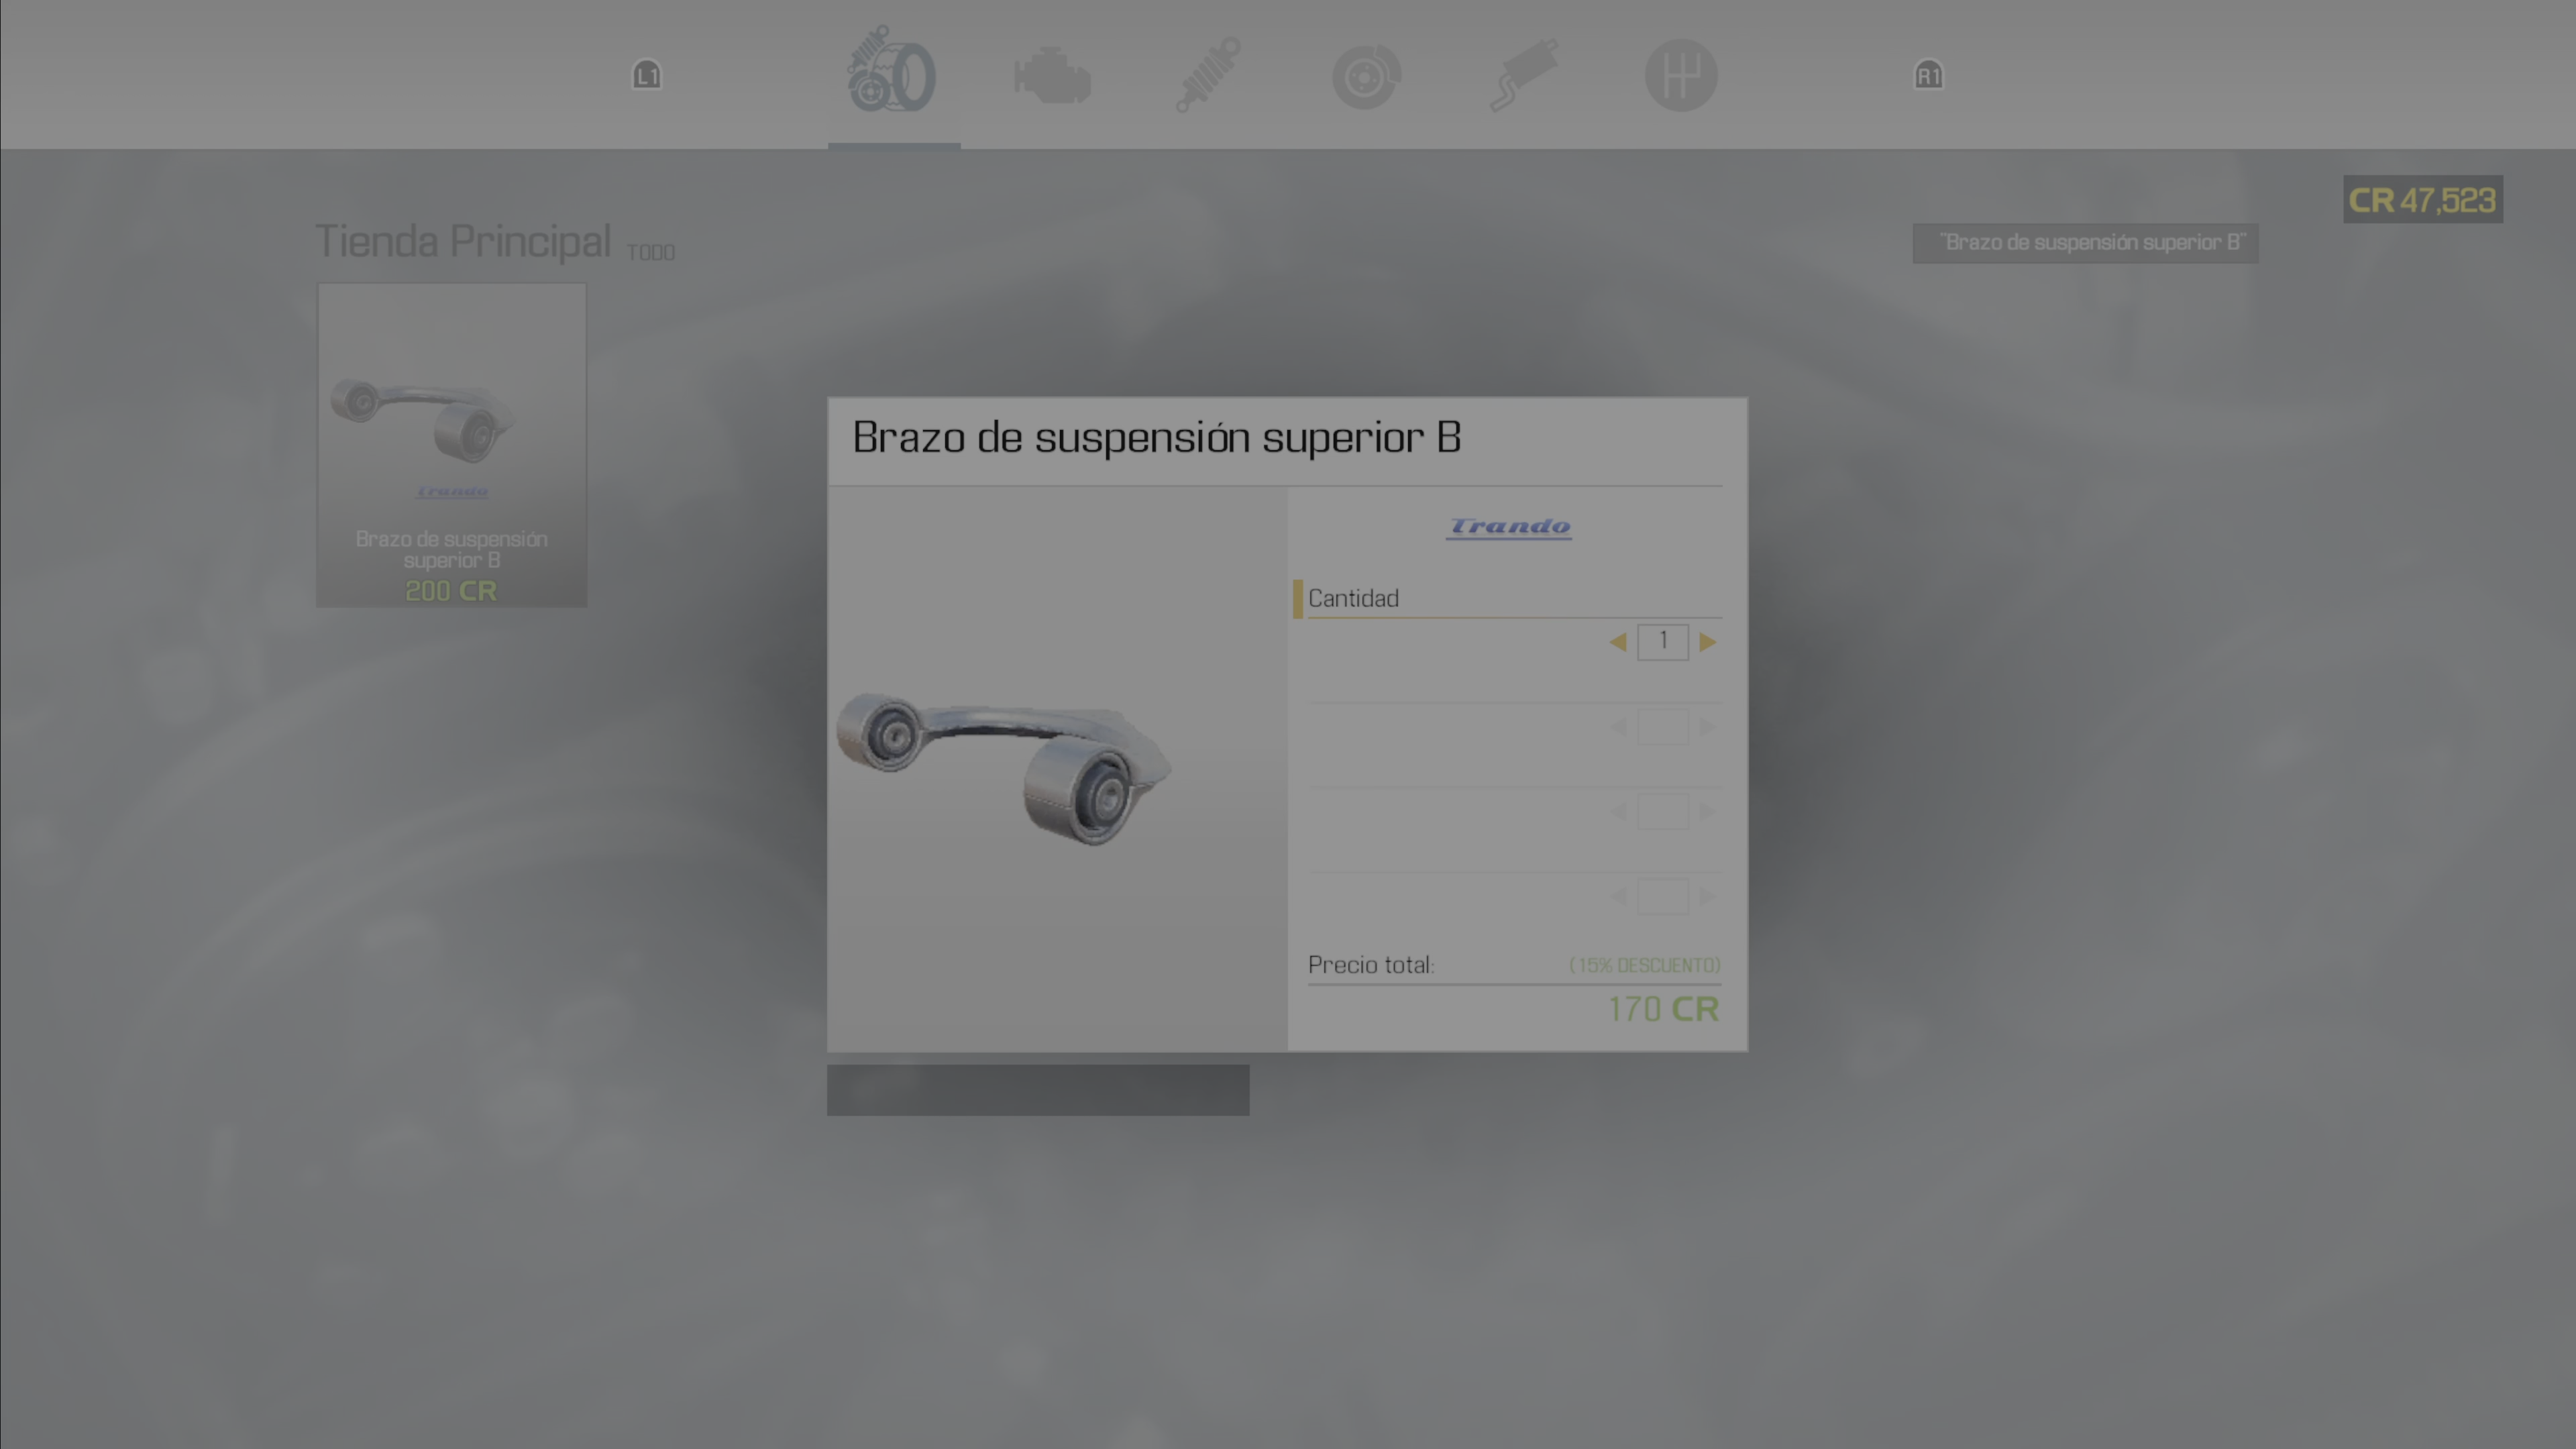 L1
R1
CR 47,523
Tienda Principal TODO
"Brazo de suspensión superior B"
Trando
Brazo de suspensión
superior B
200 CR
Brazo de suspensión superior B
Trando
Cantidad
1
Precio total: (15% DESCUENTO)
170 CR